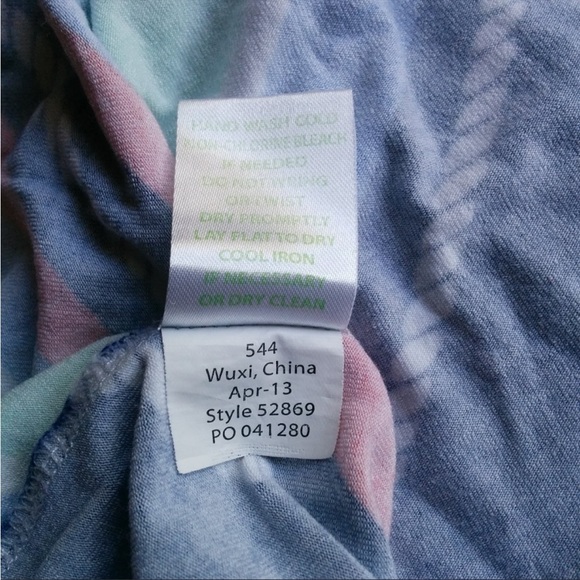 HAND WASH COLD
NON-CHLORINE BLEACH
IF NEEDED
DO NOT WRING
OR TWIST
DRY PROMPTLY
LAY FLAT TO DRY
COOL IRON
IF NECESSARY
OR DRY CLEAN
544
Wuxi, China
Apr-13
Style 52869
PO 041280